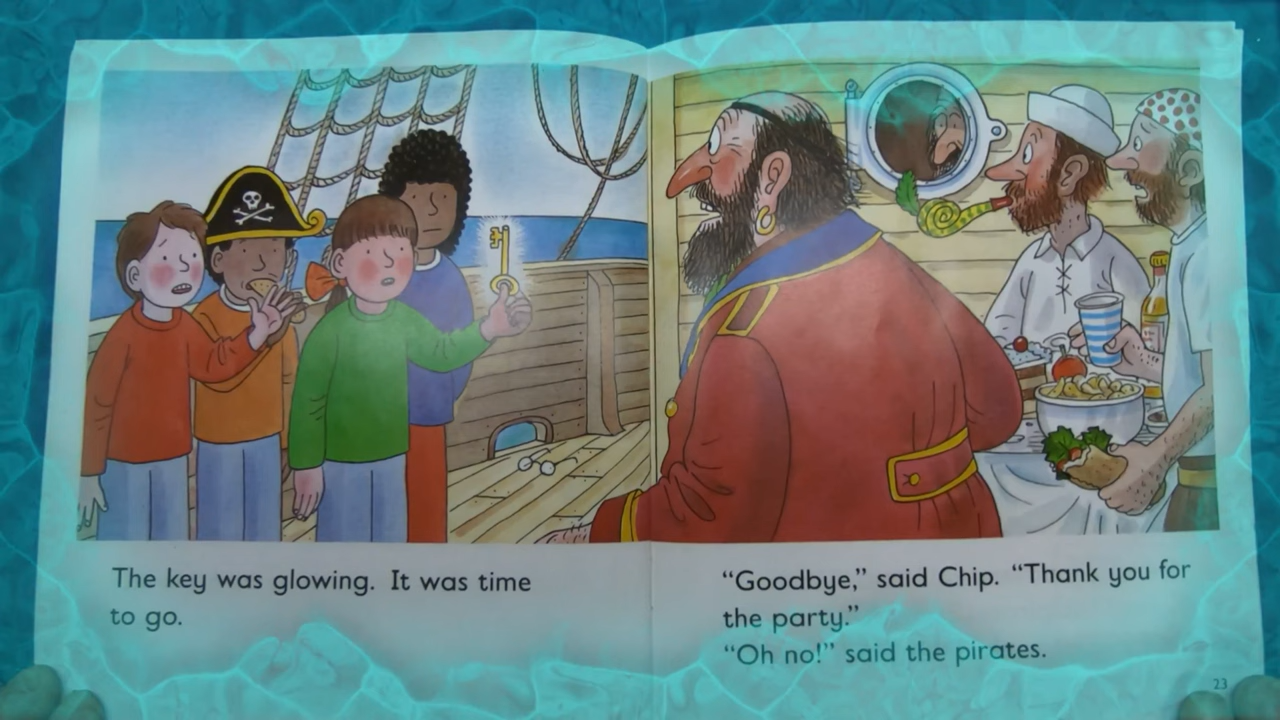 The key was glowing. It was time
to go.
“Goodbye,” said Chip. “Thank you for
the party.”
“Oh no!” said the pirates.
23